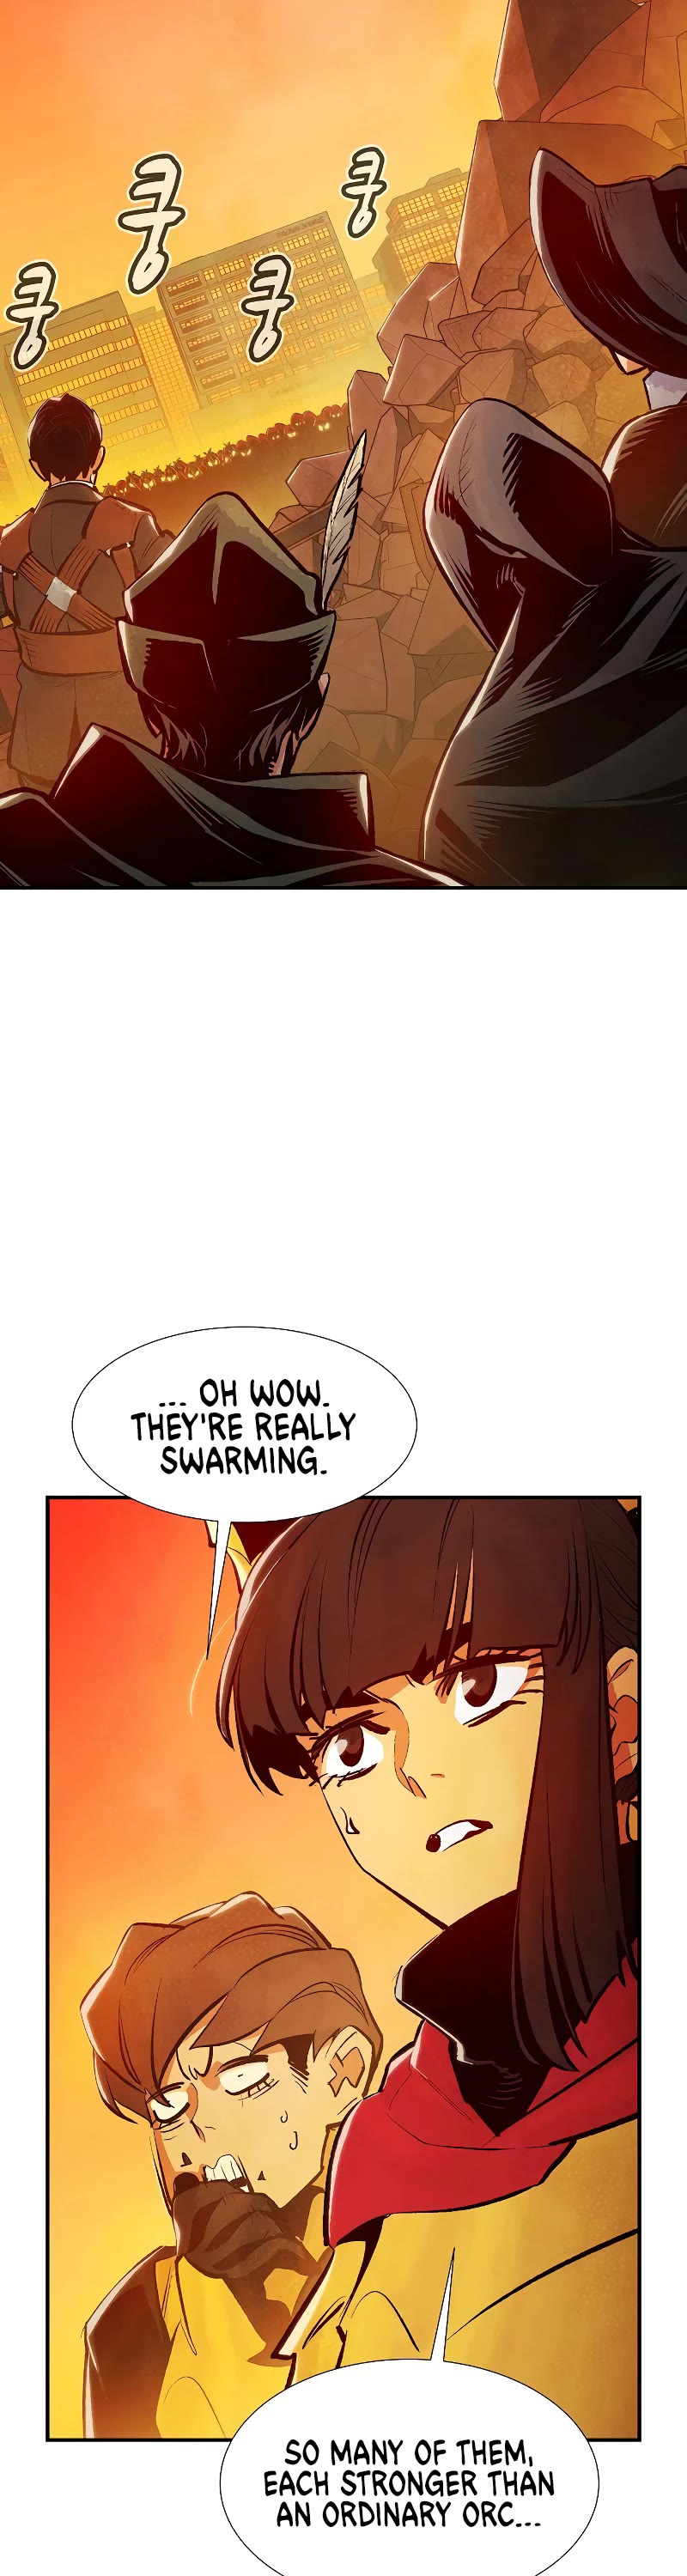 쿵
쿵
쿵
쿵
... OH WOW.
THEY'RE REALLY
SWARMING.
SO MANY OF THEM,
EACH STRONGER THAN
AN ORDINARY ORC...